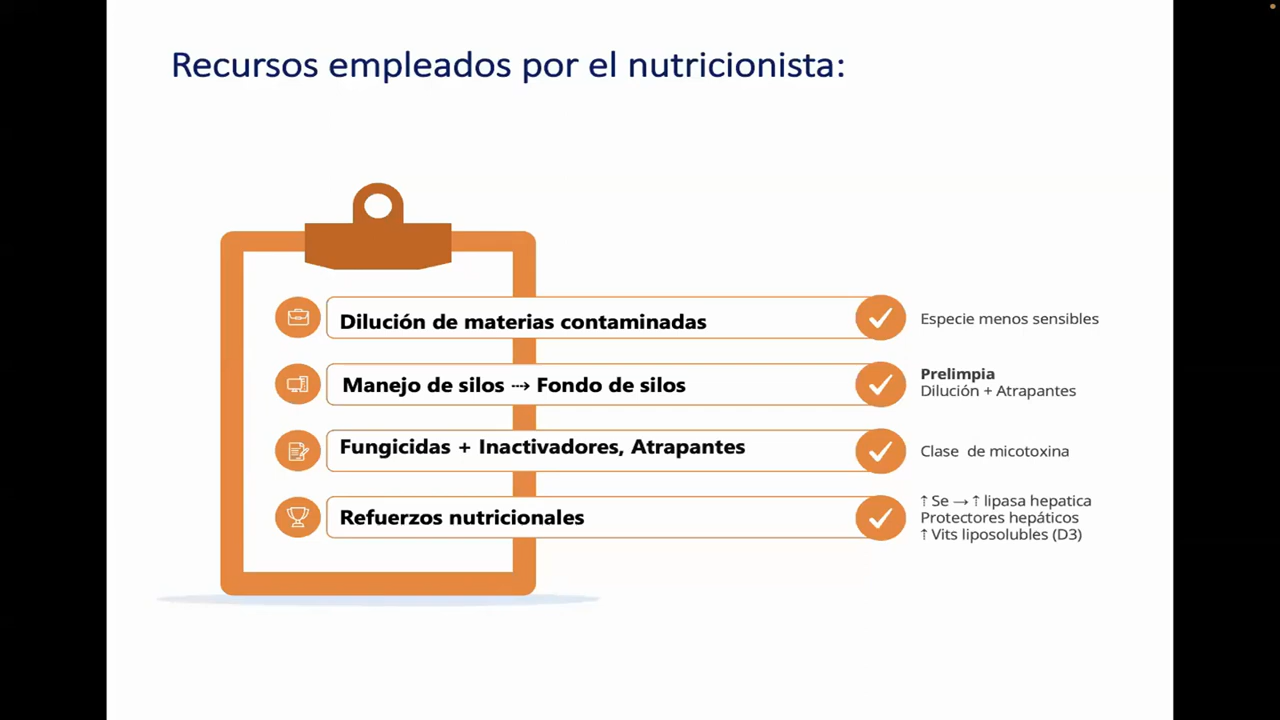 Recursos empleados por el nutricionista:
Dilución de materias contaminadas
Especie menos sensibles
Manejo de silos ⤏ Fondo de silos
Prelimpia
Dilución + Atrapantes
Fungicidas + Inactivadores, Atrapantes
Clase de micotoxina
Refuerzos nutricionales
↑ Se → ↑ lipasa hepatica
Protectores hepáticos
↑ Vits liposolubles (D3)